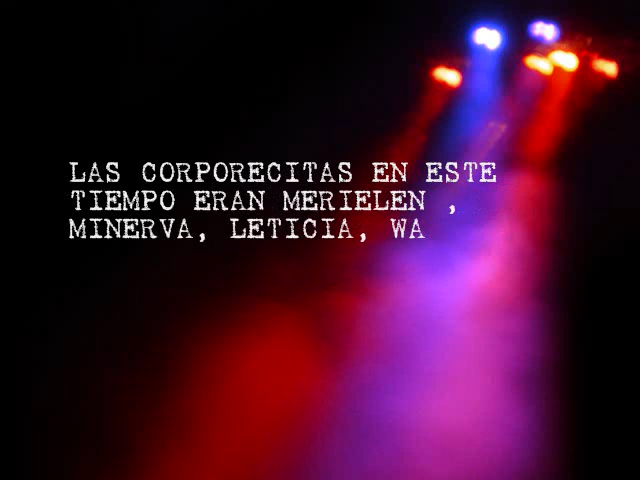 LAS CORPORECITAS EN ESTE
TIEMPO ERAN MERIELEN ,
MINERVA, LETICIA, WA